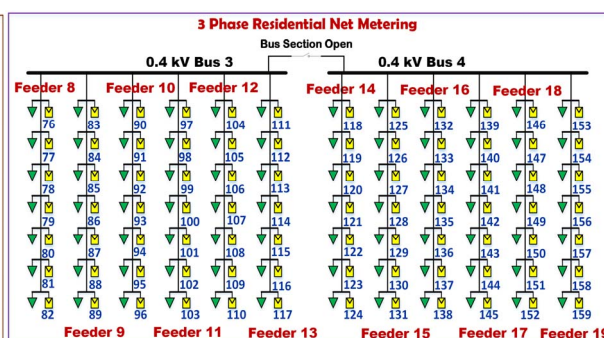 3 Phase Residential Net Metering
Bus Section Open
0.4 kV Bus 3 0.4 kV Bus 4
Feeder 8 Feeder 10 Feeder 12 Feeder 14 Feeder 16 Feeder 18
76 83 90 97 104 111 118 125 132 139 146 153
77 84 91 98 105 112 119 126 133 140 147 154
78 85 92 99 106 113 120 127 134 141 148 155
79 86 93 100 107 114 121 128 135 142 149 156
80 87 94 101 108 115 122 129 136 143 150 157
81 88 95 102 109 116 123 130 137 144 151 158
82 89 96 103 110 117 124 131 138 145 152 159
Feeder 9 Feeder 11 Feeder 13 Feeder 15 Feeder 17 Feeder 19